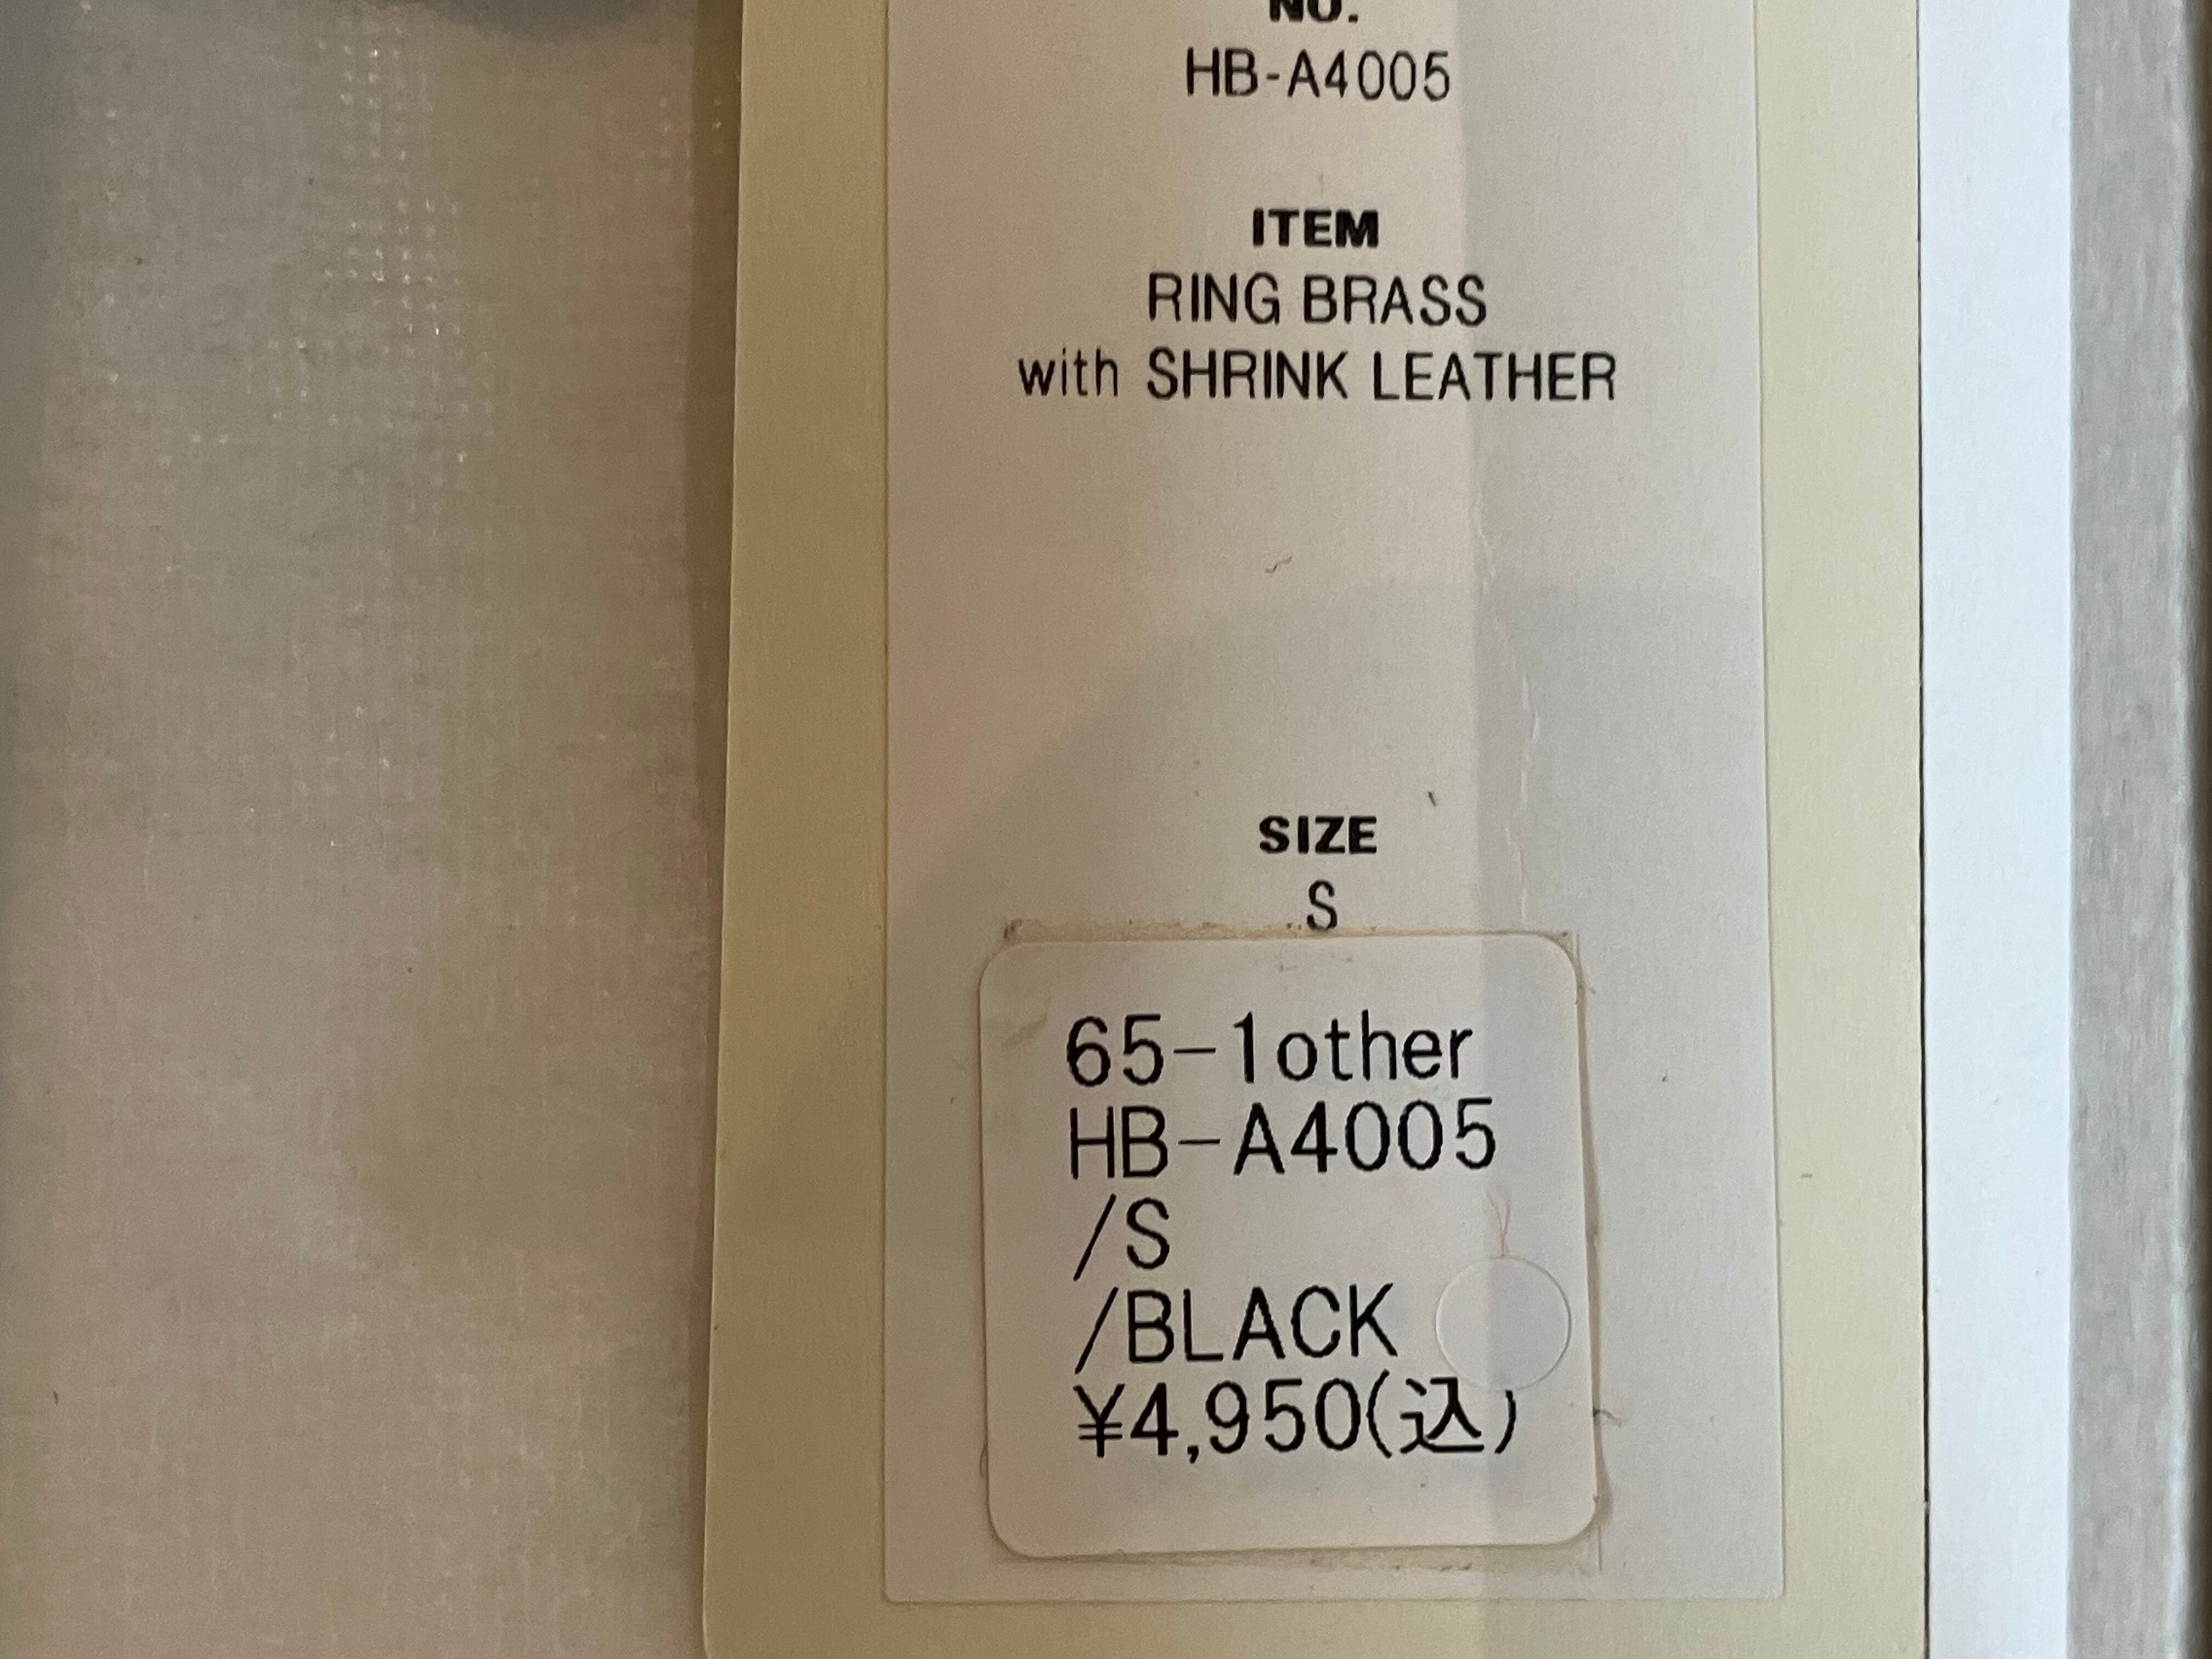 NO.
HB-A4005
ITEM
RING BRASS
with SHRINK LEATHER
SIZE
S
65-1other
HB-A4005
/S
/BLACK
¥4,950(込)